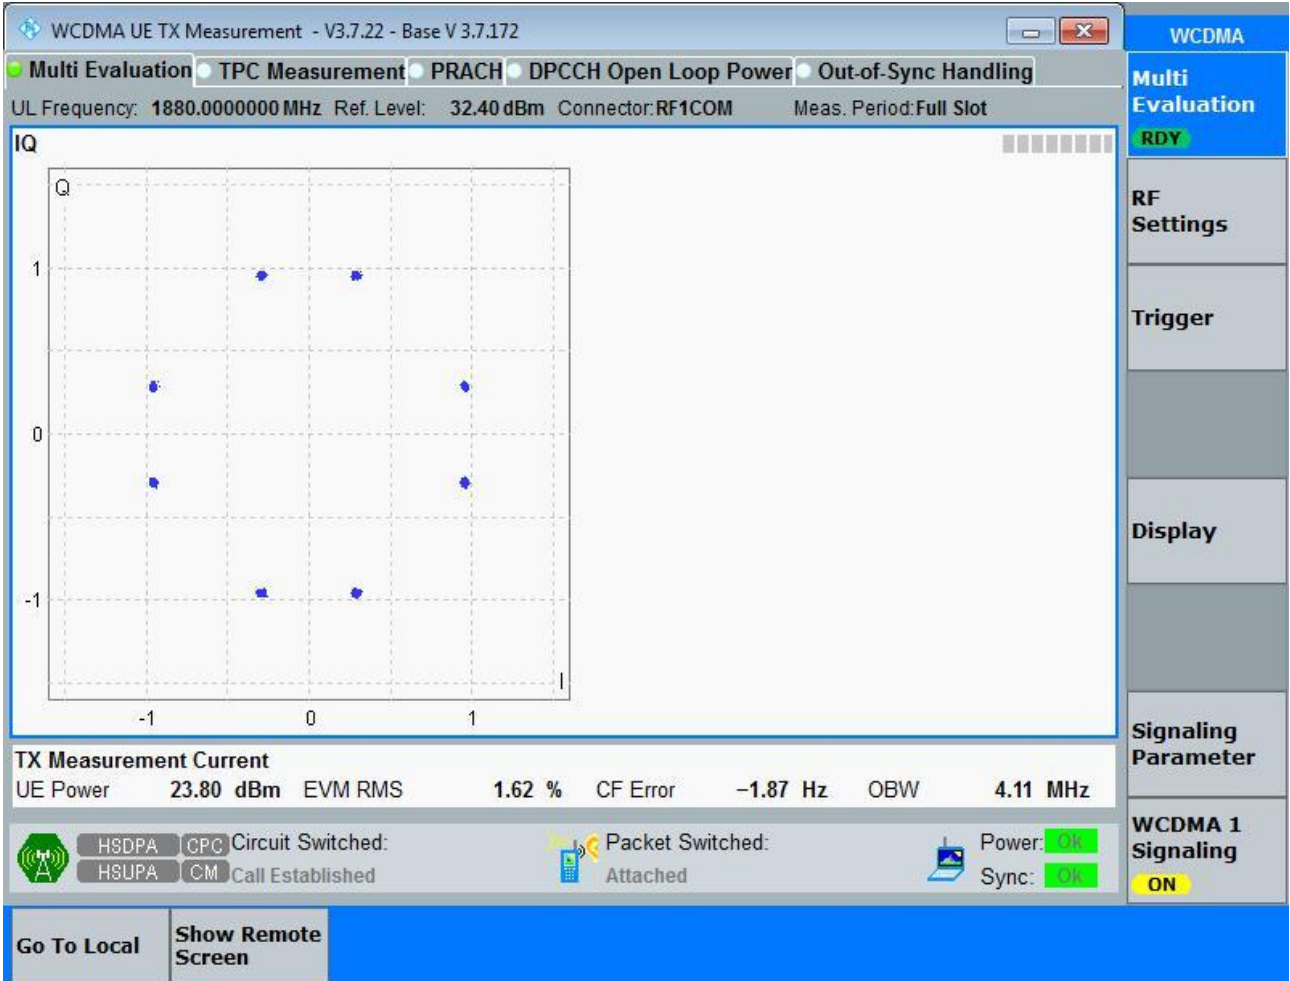 WCDMA UE TX Measurement - V3.7.22 - Base V 3.7.172
WCDMA
Multi Evaluation TPC Measurement PRACH DPCCH Open Loop Power Out-of-Sync Handling
UL Frequency: 1880.0000000 MHz Ref. Level: 32.40 dBm Connector: RF1COM Meas. Period: Full Slot
Multi
Evaluation
RDY
IQ
Q
1
0
-1
I
-1 0 1
RF
Settings
Trigger
Display
Signaling
Parameter
TX Measurement Current
UE Power 23.80 dBm EVM RMS 1.62 % CF Error −1.87 Hz OBW 4.11 MHz
HSDPA CPC Circuit Switched: Packet Switched: Power: Ok
HSUPA CM Call Established Attached Sync: Ok
WCDMA 1
Signaling
ON
Go To Local
Show Remote
Screen